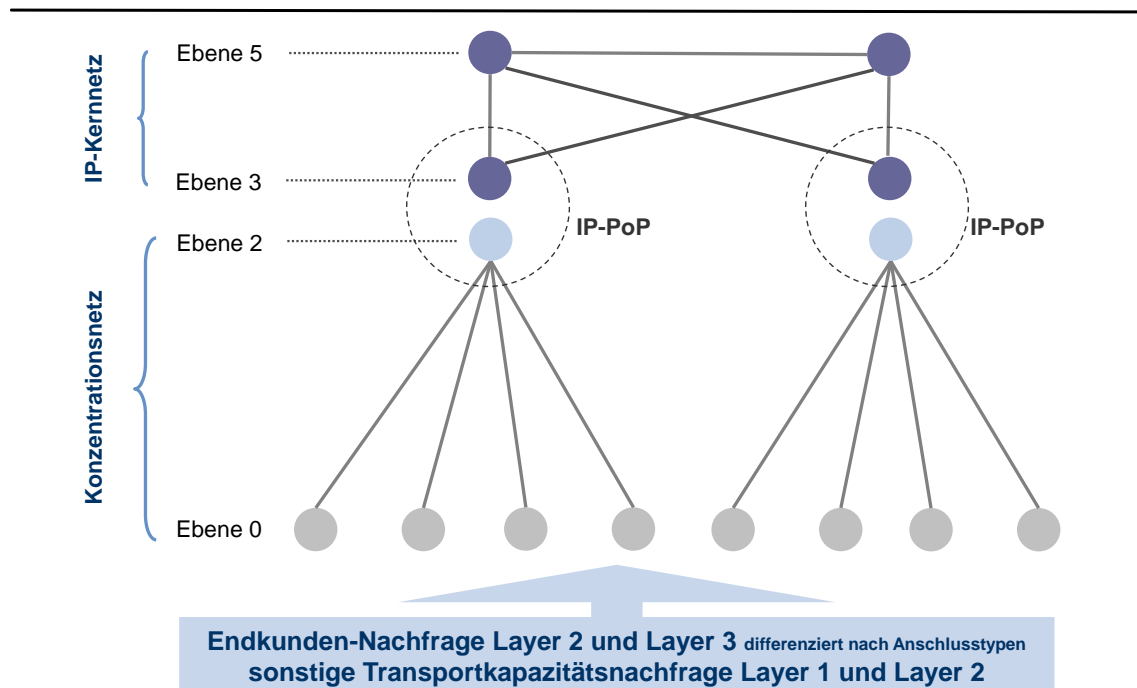 Ebene 5
IP-Kernnetz
Ebene 3
IP-PoP
IP-PoP
Ebene 2
Konzentrationsnetz
Ebene 0
Endkunden-Nachfrage Layer 2 und Layer 3 differenziert nach Anschlusstypen
sonstige Transportkapazitätsnachfrage Layer 1 und Layer 2